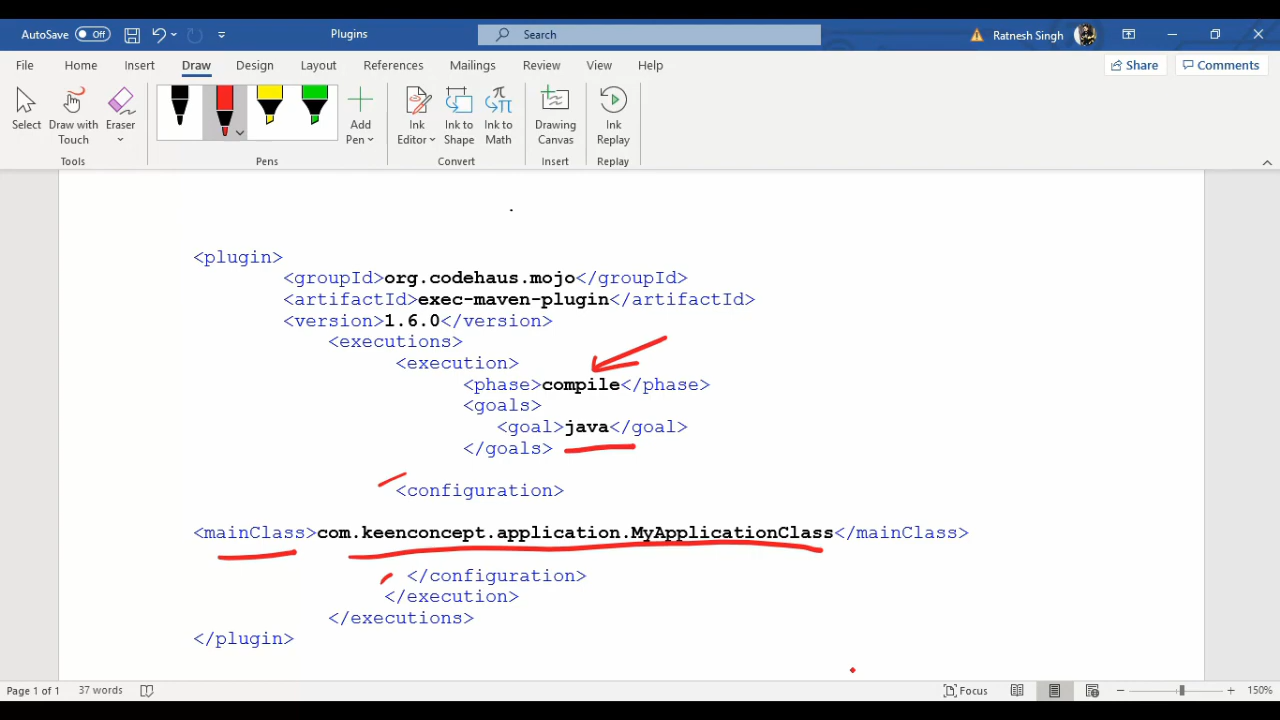 AutoSave Off Plugins Search Ratnesh Singh
File Home Insert Draw Design Layout References Mailings Review View Help Share Comments
Select Draw with Touch Eraser Add Pen Ink Editor Ink to Shape Ink to Math Drawing Canvas Ink Replay
Tools Pens Convert Insert Replay
<plugin>
<groupId>org.codehaus.mojo</groupId>
<artifactId>exec-maven-plugin</artifactId>
<version>1.6.0</version>
<executions>
<execution>
<phase>compile</phase>
<goals>
<goal>java</goal>
</goals>
<configuration>
<mainClass>com.keenconcept.application.MyApplicationClass</mainClass>
</configuration>
</execution>
</executions>
</plugin>
Page 1 of 1 37 words Focus 150%